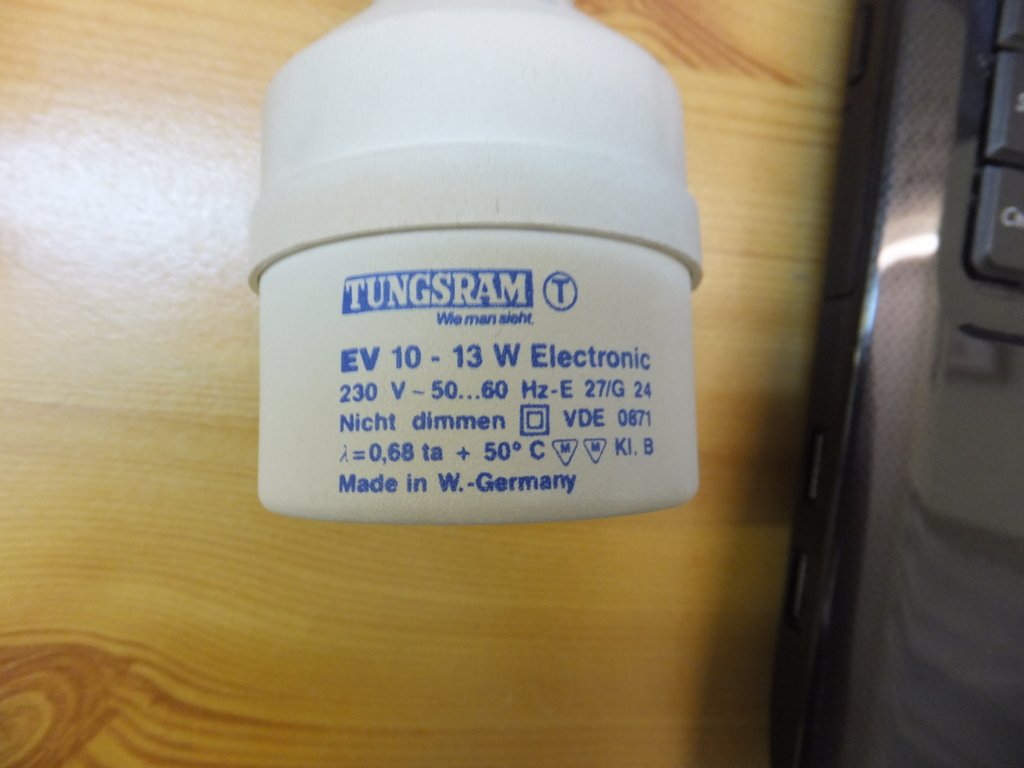 TUNGSRAM T
Wie man sieht.
EV 10 - 13 W Electronic
230 V ~ 50...60 Hz-E 27/G 24
Nicht dimmen VDE 0871
λ=0,68 ta + 50° C M M Kl. B
Made in W.-Germany